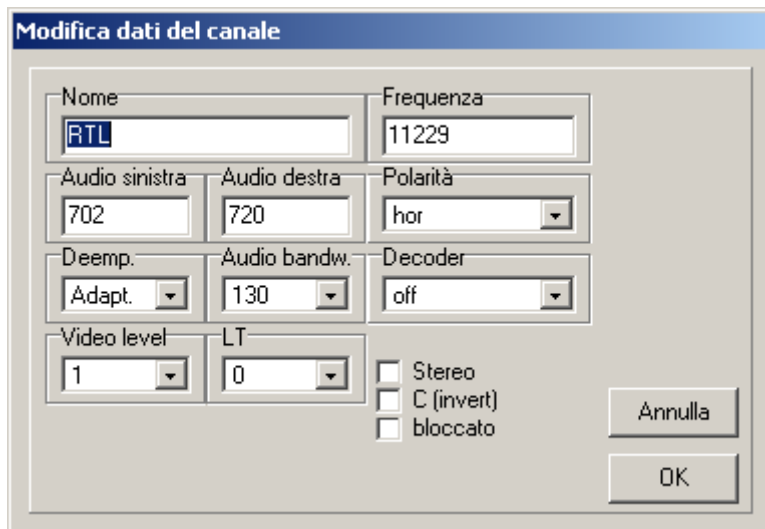 Modifica dati del canale
Nome Frequenza
RTL 11229
Audio sinistra Audio destra Polarità
702 720 hor
Deemp. Audio bandw. Decoder
Adapt. 130 off
Video level LT
1 0
Stereo
C (invert)
bloccato
Annulla
OK